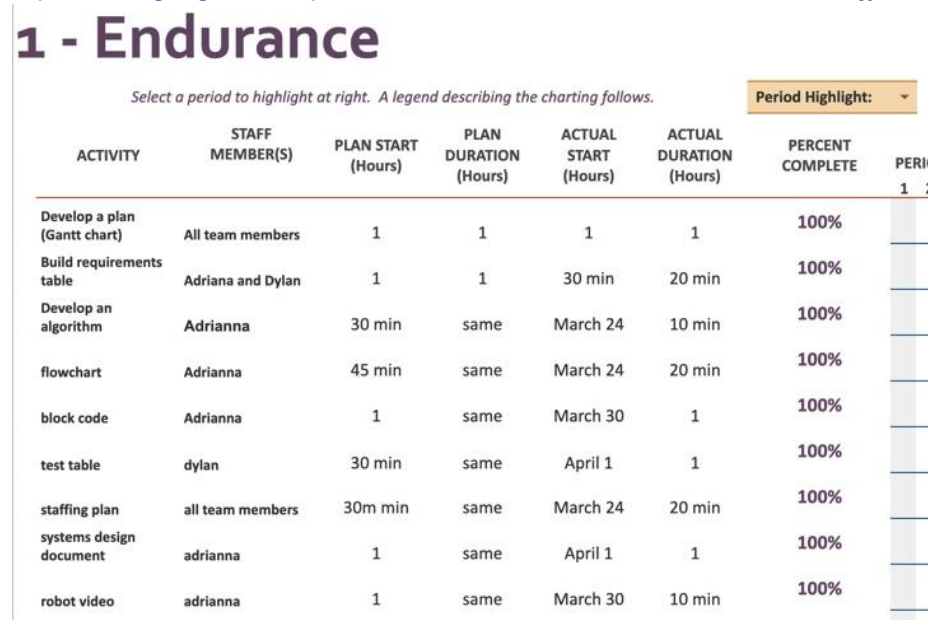 1 - Endurance
Select a period to highlight at right. A legend describing the charting follows.
Period Highlight:
ACTIVITY STAFF MEMBER(S) PLAN START (Hours) PLAN DURATION (Hours) ACTUAL START (Hours) ACTUAL DURATION (Hours) PERCENT COMPLETE
1
Develop a plan (Gantt chart) All team members 1 1 1 1 100%
Build requirements table Adriana and Dylan 1 1 30 min 20 min 100%
Develop an algorithm Adrianna 30 min same March 24 10 min 100%
flowchart Adrianna 45 min same March 24 20 min 100%
block code Adrianna 1 same March 30 1 100%
test table dylan 30 min same April 1 1 100%
staffing plan all team members 30m min same March 24 20 min 100%
systems design document adrianna 1 same April 1 1 100%
robot video adrianna 1 same March 30 10 min 100%